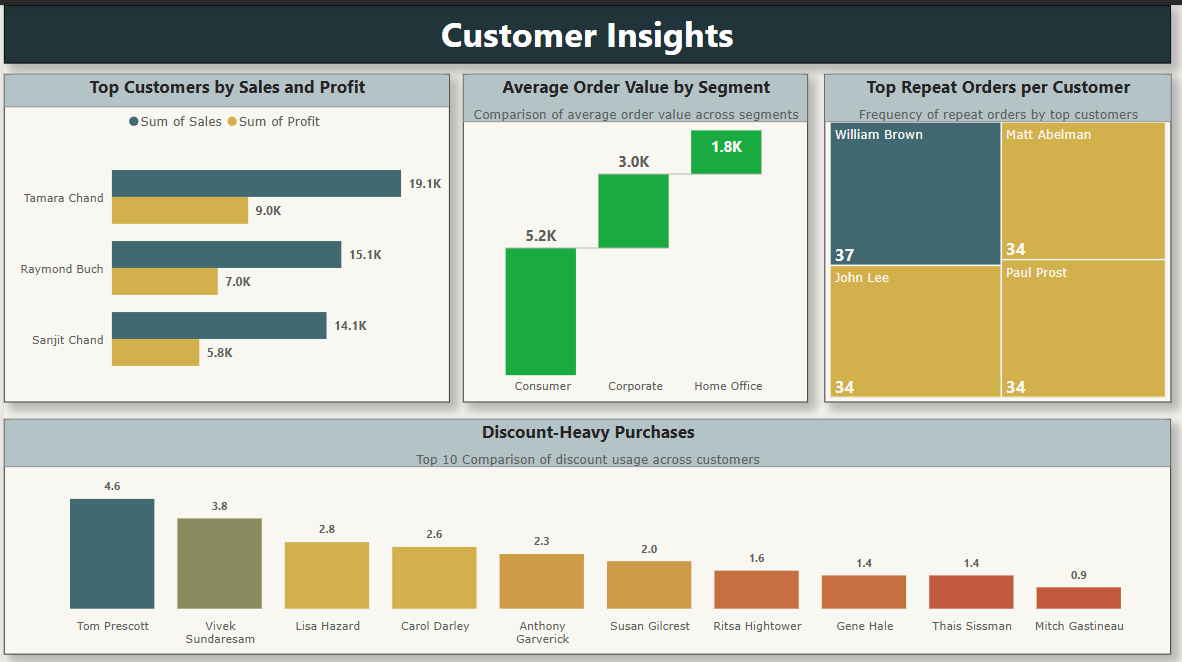 Customer Insights
Top Customers by Sales and Profit
Sum of Sales Sum of Profit
Tamara Chand
19.1K
9.0K
Raymond Buch
15.1K
7.0K
Sanjit Chand
14.1K
5.8K
Average Order Value by Segment
Comparison of average order value across segments
5.2K
3.0K
1.8K
Consumer
Corporate
Home Office
Top Repeat Orders per Customer
Frequency of repeat orders by top customers
William Brown
37
Matt Abelman
34
John Lee
34
Paul Prost
34
Discount-Heavy Purchases
Top 10 Comparison of discount usage across customers
4.6
3.8
2.8
2.6
2.3
2.0
1.6
1.4
1.4
0.9
Tom Prescott
Vivek
Sundaresam
Lisa Hazard
Carol Darley
Anthony
Garverick
Susan Gilcrest
Ritsa Hightower
Gene Hale
Thais Sissman
Mitch Gastineau